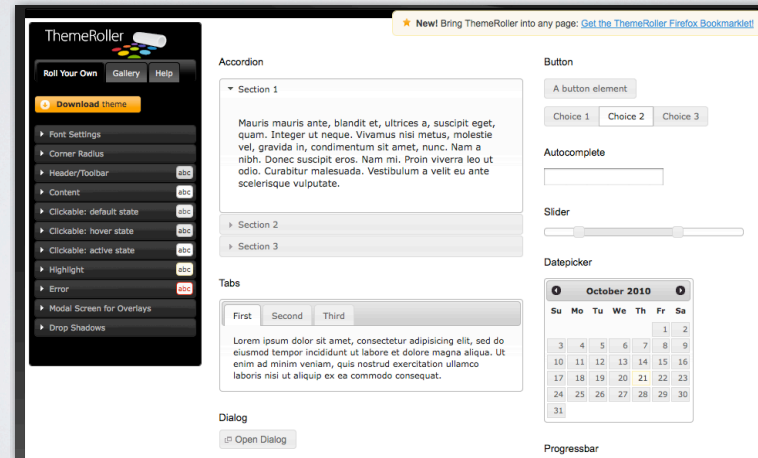 New! Bring ThemeRoller into any page: Get the ThemeRoller Firefox Bookmarklet!
ThemeRoller
Roll Your Own Gallery Help
Download theme
Font Settings
Corner Radius
Header/Toolbar abc
Content abc
Clickable: default state abc
Clickable: hover state abc
Clickable: active state abc
Highlight abc
Error abc
Modal Screen for Overlays
Drop Shadows
Accordion
Section 1
Mauris mauris ante, blandit et, ultrices a, suscipit eget,
quam. Integer ut neque. Vivamus nisi metus, molestie
vel, gravida in, condimentum sit amet, nunc. Nam a
nibh. Donec suscipit eros. Nam mi. Proin viverra leo ut
odio. Curabitur malesuada. Vestibulum a velit eu ante
scelerisque vulputate.
Section 2
Section 3
Tabs
First Second Third
Lorem ipsum dolor sit amet, consectetur adipisicing elit, sed do
eiusmod tempor incididunt ut labore et dolore magna aliqua. Ut
enim ad minim veniam, quis nostrud exercitation ullamco
laboris nisi ut aliquip ex ea commodo consequat.
Dialog
Open Dialog
Button
A button element
Choice 1 Choice 2 Choice 3
Autocomplete
Slider
Datepicker
October 2010
Su Mo Tu We Th Fr Sa
1 2
3 4 5 6 7 8 9
10 11 12 13 14 15 16
17 18 19 20 21 22 23
24 25 26 27 28 29 30
31
Progressbar